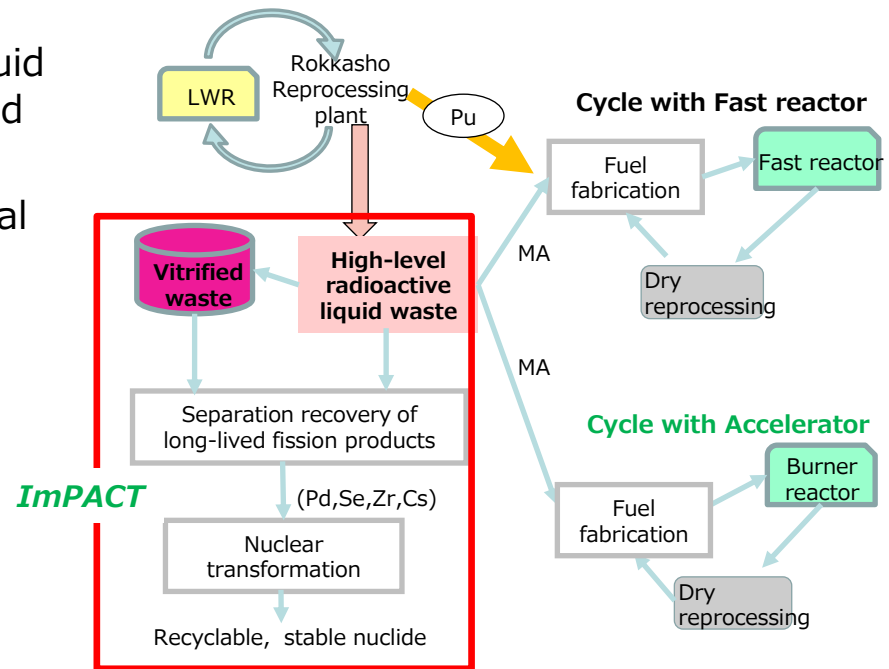 uid
d
al
LWR
Rokkasho
Reprocessing
plant
Pu
Cycle with Fast reactor
Fuel
fabrication
Fast reactor
Dry
reprocessing
MA
Vitrified
waste
High-level
radioactive
liquid waste
MA
Separation recovery of
long-lived fission products
Cycle with Accelerator
Burner
reactor
ImPACT
(Pd,Se,Zr,Cs)
Fuel
fabrication
Nuclear
transformation
Dry
reprocessing
Recyclable, stable nuclide